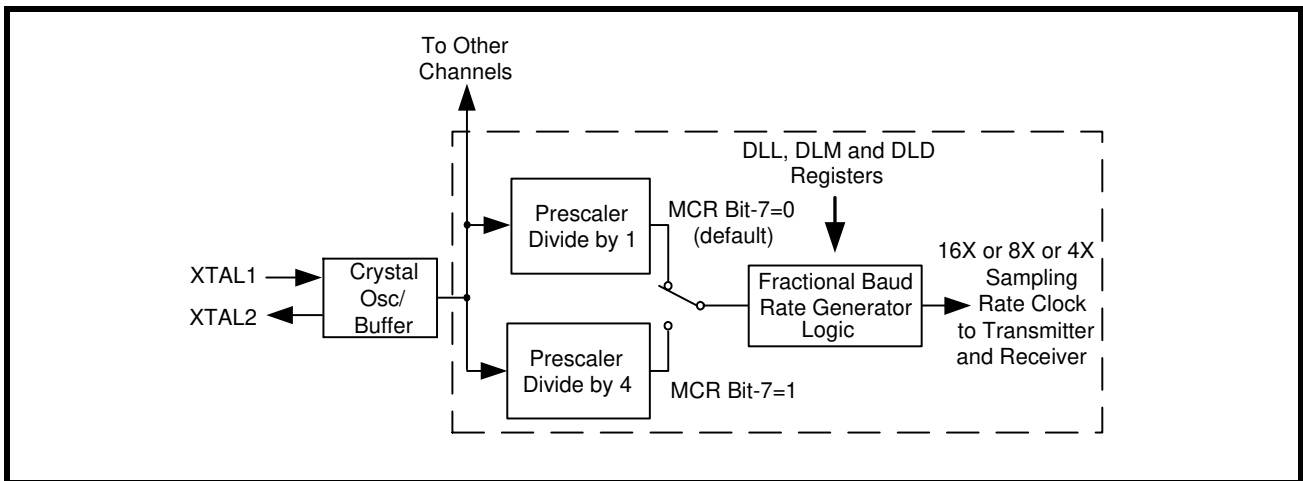 To Other
Channels
DLL, DLM and DLD
Registers
Prescaler
Divide by 1
MCR Bit-7=0
(default)
16X or 8X or 4X
Sampling
Rate Clock
to Transmitter
and Receiver
XTAL1
XTAL2
Crystal
Osc/
Buffer
Fractional Baud
Rate Generator
Logic
Prescaler
Divide by 4
MCR Bit-7=1